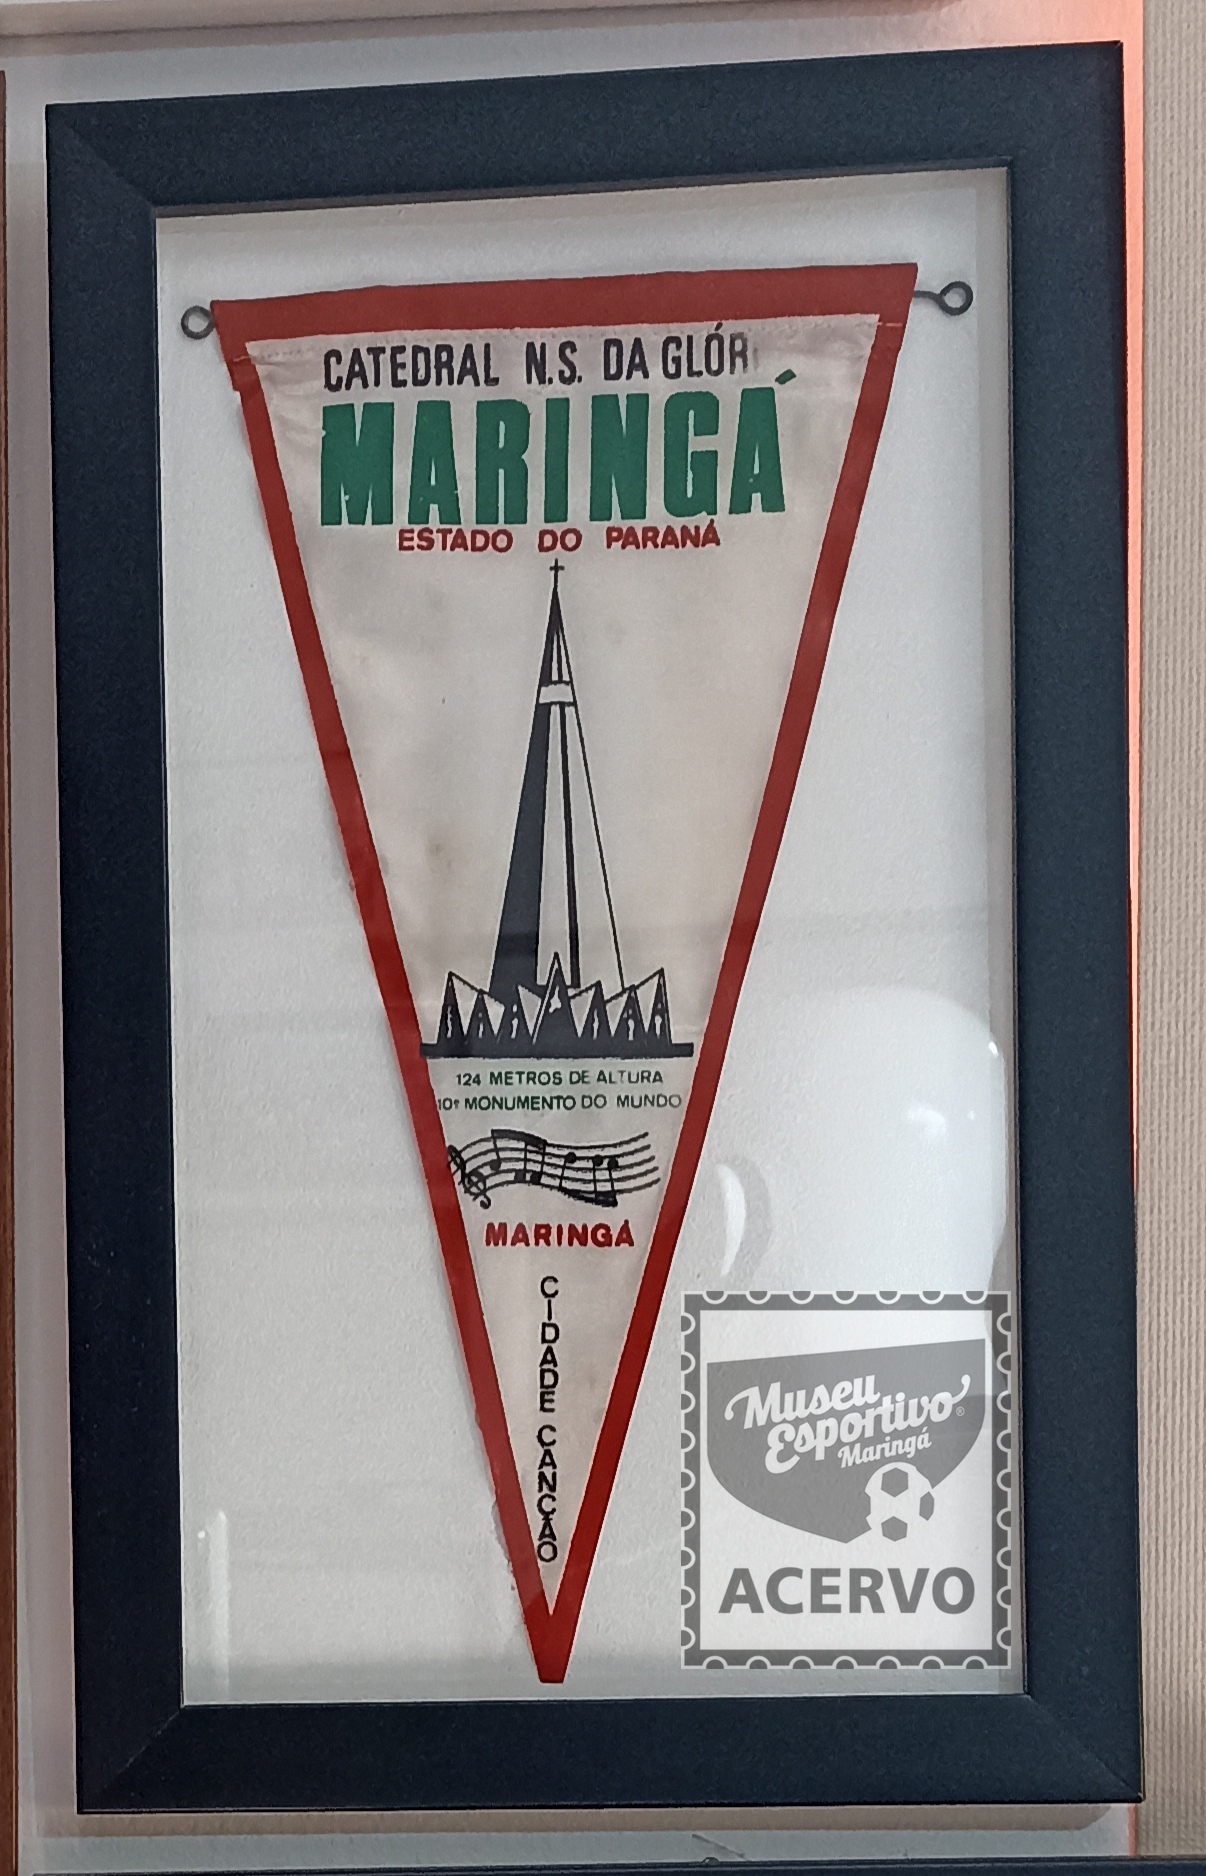 CATEDRAL N.S. DA GLÓR
MARINGÁ
ESTADO DO PARANÁ
124 METROS DE ALTURA
10º MONUMENTO DO MUNDO
MARINGÁ
CIDADE CANÇÃO
Museu
Esportivo®
Maringá
ACERVO